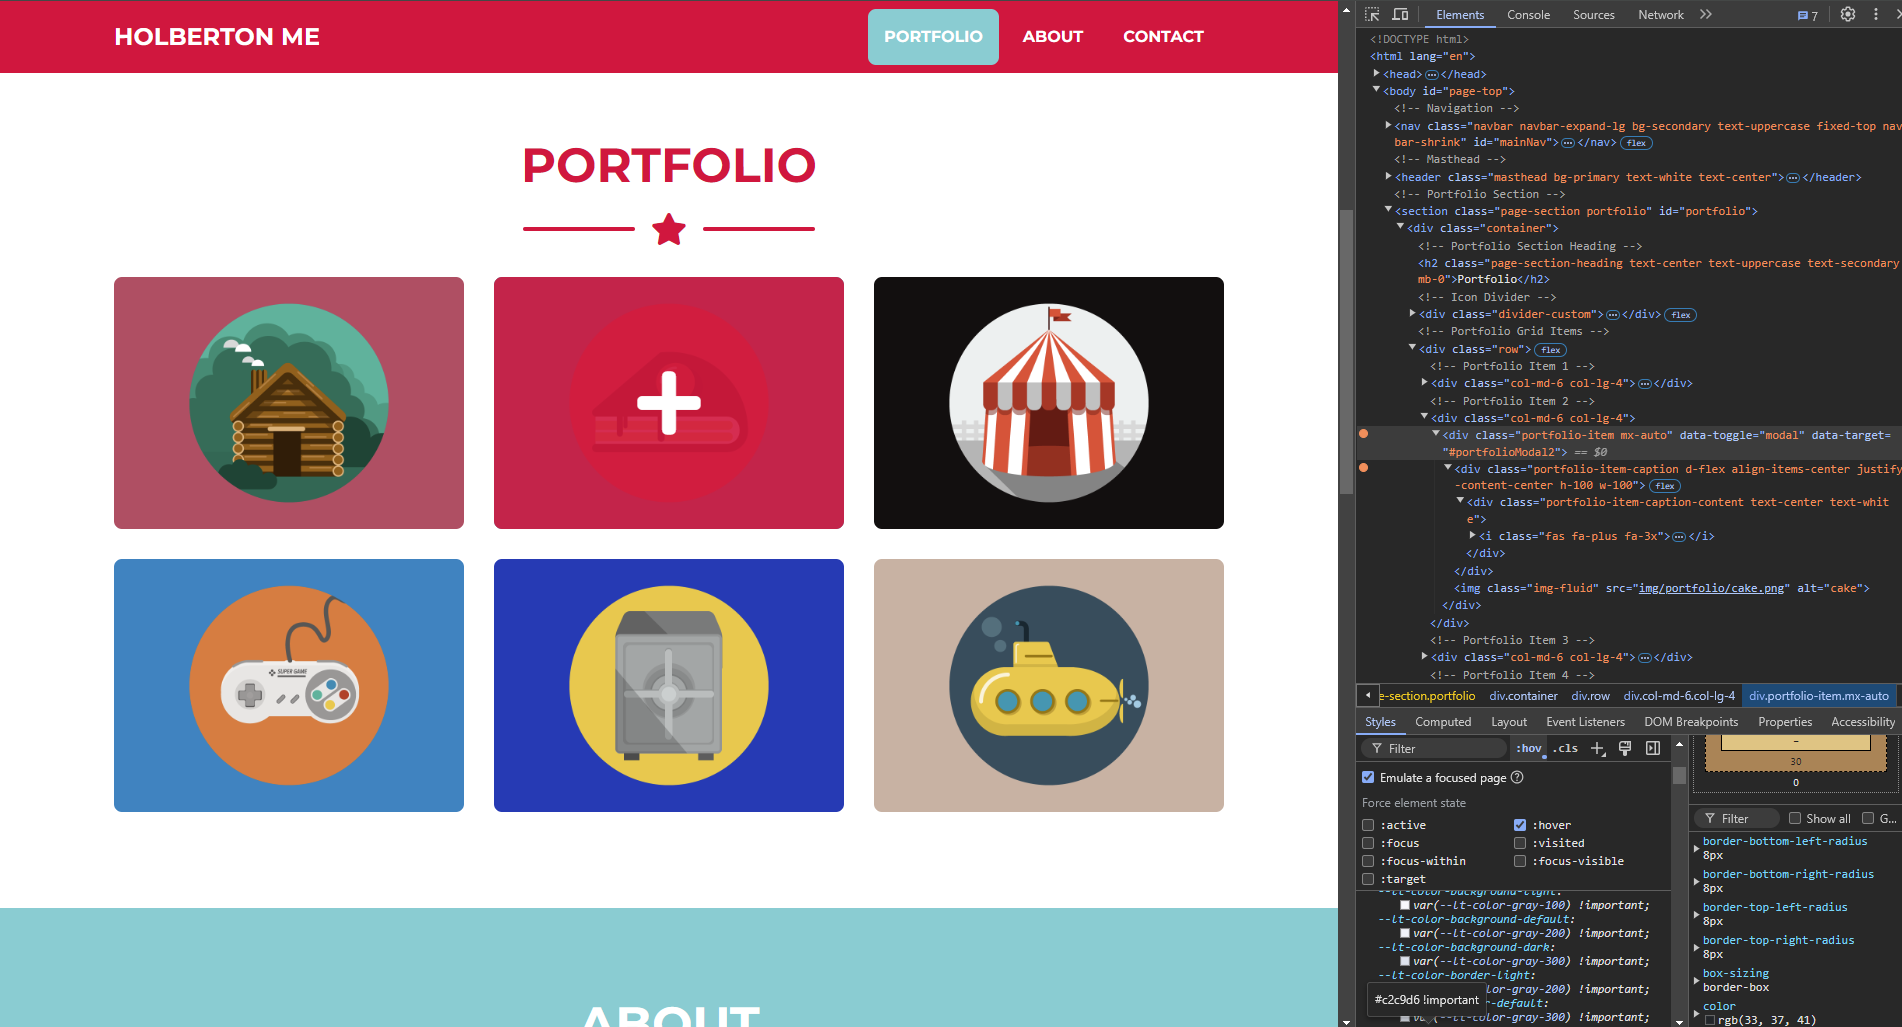 HOLBERTON ME
PORTFOLIO
ABOUT
CONTACT
PORTFOLIO
SUPER GAME
ABOUT
Elements
Console
Sources
Network
7
<!DOCTYPE html>
<html lang="en">
<head> </head>
<body id="page-top">
<!-- Navigation -->
<nav class="navbar navbar-expand-lg bg-secondary text-uppercase fixed-top nav
bar-shrink" id="mainNav"> </nav> flex
<!-- Masthead -->
<header class="masthead bg-primary text-white text-center"> </header>
<!-- Portfolio Section -->
<section class="page-section portfolio" id="portfolio">
<div class="container">
<!-- Portfolio Section Heading -->
<h2 class="page-section-heading text-center text-uppercase text-secondary
mb-0">Portfolio</h2>
<!-- Icon Divider -->
<div class="divider-custom"> </div> flex
<!-- Portfolio Grid Items -->
<div class="row"> flex
<!-- Portfolio Item 1 -->
<div class="col-md-6 col-lg-4"> </div>
<!-- Portfolio Item 2 -->
<div class="col-md-6 col-lg-4">
<div class="portfolio-item mx-auto" data-toggle="modal" data-target=
"#portfolioModal2"> == $0
<div class="portfolio-item-caption d-flex align-items-center justify
-content-center h-100 w-100"> flex
<div class="portfolio-item-caption-content text-center text-whit
e">
<i class="fas fa-plus fa-3x"> </i>
</div>
</div>
<img class="img-fluid" src="img/portfolio/cake.png" alt="cake">
</div>
</div>
<!-- Portfolio Item 3 -->
<div class="col-md-6 col-lg-4"> </div>
<!-- Portfolio Item 4 -->
e-section.portfolio
div.container
div.row
div.col-md-6.col-lg-4
div.portfolio-item.mx-auto
Styles
Computed
Layout
Event Listeners
DOM Breakpoints
Properties
Accessibility
Filter
:hov
.cls
Emulate a focused page
Force element state
:active
:hover
:focus
:visited
:focus-within
:focus-visible
:target
--lt-color-background-light:
var(--lt-color-gray-100) !important;
--lt-color-background-default:
var(--lt-color-gray-200) !important;
--lt-color-background-dark:
var(--lt-color-gray-300) !important;
--lt-color-border-light:
lt-color-gray-200) !important;
r-default:
var(--lt-color-gray-300) !important;
#c2c9d6 !important
–
30
0
Filter
Show all
G...
border-bottom-left-radius
8px
border-bottom-right-radius
8px
border-top-left-radius
8px
border-top-right-radius
8px
box-sizing
border-box
color
rgb(33, 37, 41)